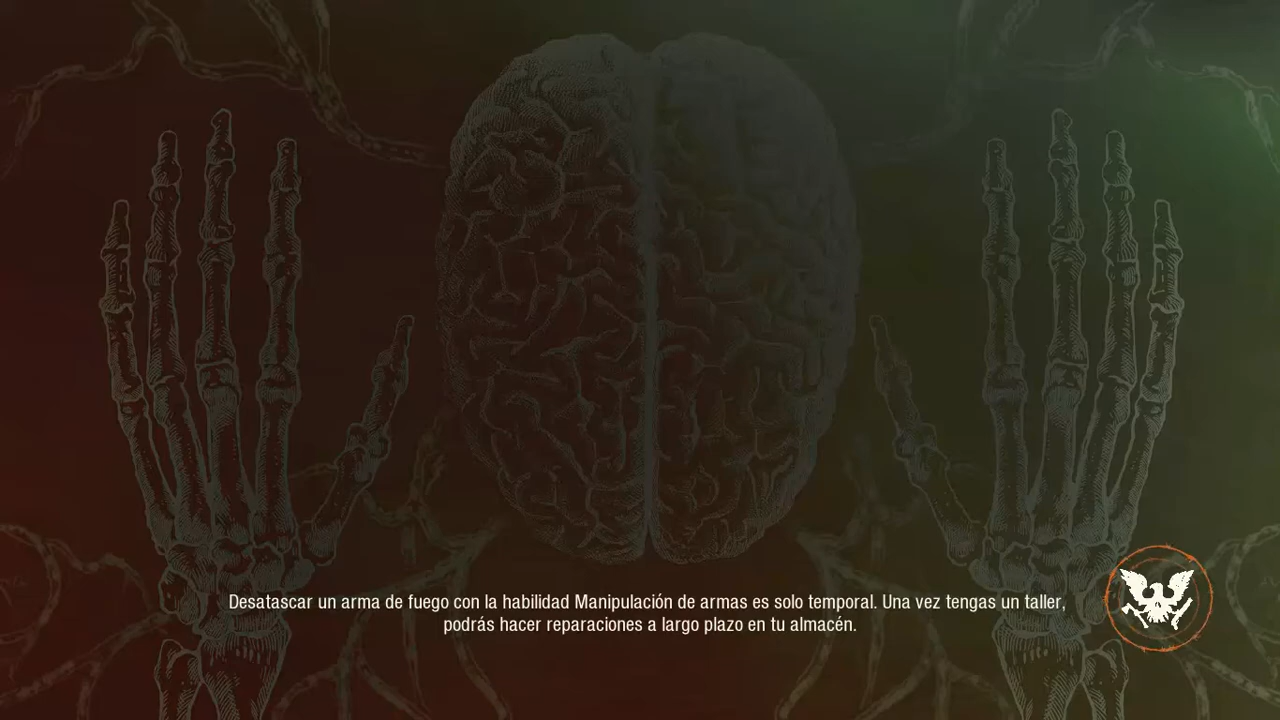 Desatascar un arma de fuego con la habilidad Manipulación de armas es solo temporal. Una vez tengas un taller,
podrás hacer reparaciones a largo plazo en tu almacén.